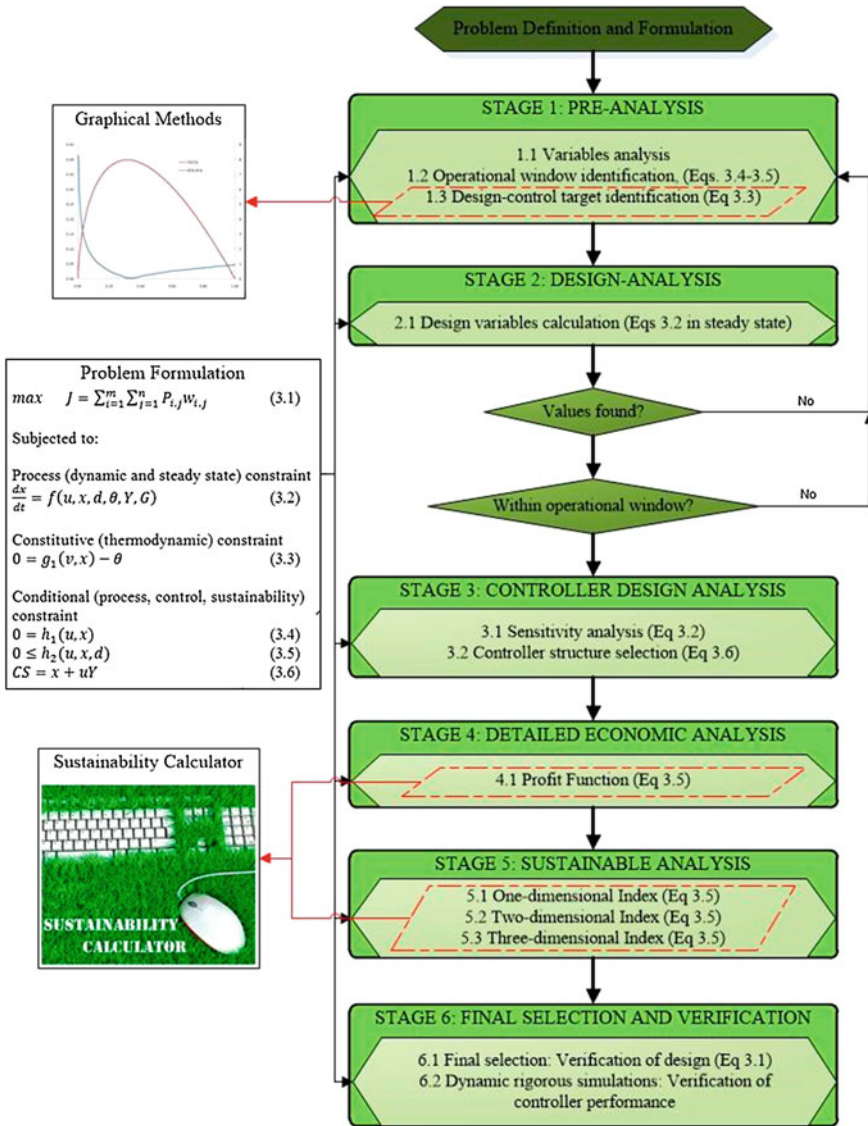 Problem Definition and Formulation
STAGE 1: PRE-ANALYSIS
1.1 Variables analysis
1.2 Operational window identification, (Eqs. 3.4-3.5)
1.3 Design-control target identification (Eq 3.3)
Graphical Methods
STAGE 2: DESIGN-ANALYSIS
2.1 Design variables calculation (Eqs 3.2 in steady state)
Values found?
No
Within operational window?
No
Problem Formulation
max J = ∑ᵢ₌₁ᵐ ∑ⱼ₌₁ⁿ Pᵢ,ⱼwᵢ,ⱼ (3.1)
Subjected to:
Process (dynamic and steady state) constraint
dx/dt = f(u, x, d, θ, Y, G) (3.2)
Constitutive (thermodynamic) constraint
0 = g₁(v, x) − θ (3.3)
Conditional (process, control, sustainability)
constraint
0 = h₁(u, x) (3.4)
0 ≤ h₂(u, x, d) (3.5)
CS = x + uY (3.6)
STAGE 3: CONTROLLER DESIGN ANALYSIS
3.1 Sensitivity analysis (Eq 3.2)
3.2 Controller structure selection (Eq 3.6)
STAGE 4: DETAILED ECONOMIC ANALYSIS
4.1 Profit Function (Eq 3.5)
Sustainability Calculator
SUSTAINABILITY
CALCULATOR
STAGE 5: SUSTAINABLE ANALYSIS
5.1 One-dimensional Index (Eq 3.5)
5.2 Two-dimensional Index (Eq 3.5)
5.3 Three-dimensional Index (Eq 3.5)
STAGE 6: FINAL SELECTION AND VERIFICATION
6.1 Final selection: Verification of design (Eq 3.1)
6.2 Dynamic rigorous simulations: Verification of
controller performance